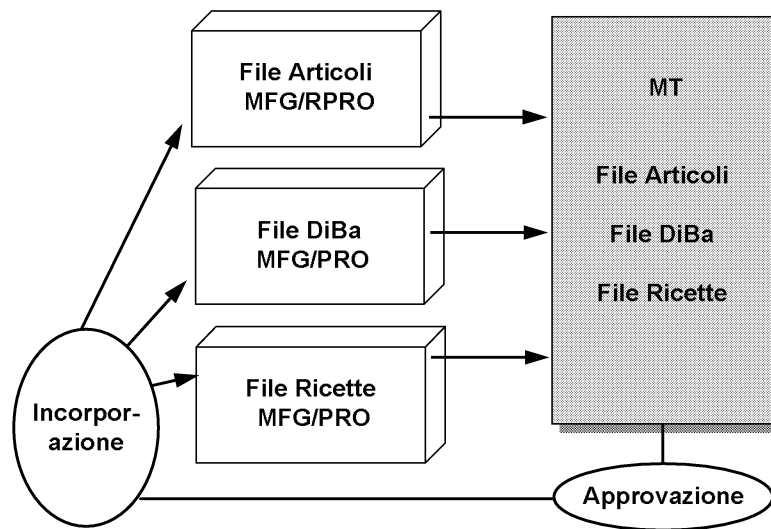 File Articoli
MFG/RPRO
File DiBa
MFG/PRO
File Ricette
MFG/PRO
MT
File Articoli
File DiBa
File Ricette
Incorpor-
azione
Approvazione